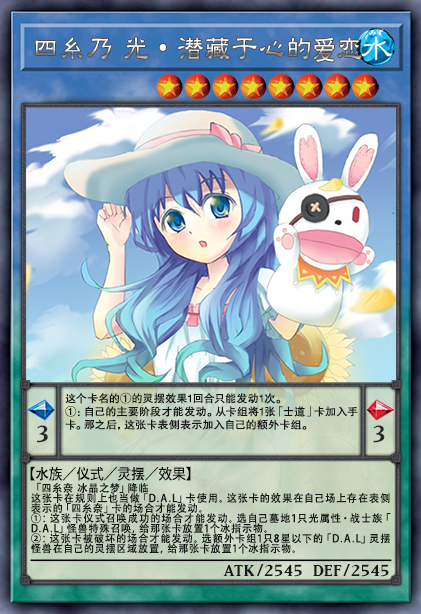 四糸乃 光・潜藏于心的爱恋
水
这个卡名的①的灵摆效果1回合只能发动1次。
①：自己的主要阶段才能发动。从卡组将1张「士道」卡加入手
卡。那之后，这张卡表侧表示加入自己的额外卡组。
3
3
【水族／仪式／灵摆／效果】
「四糸奈 冰晶之梦」降临
这张卡在规则上也当做「D.A.L」卡使用。这张卡的效果在自己场上存在表侧
表示的「四糸奈」卡的场合才能发动。
①：这张卡仪式召唤成功的场合才能发动。选自己墓地1只光属性・战士族
「D.A.L」怪兽特殊召唤，给那张卡放置1个冰指示物。
②：这张卡被破坏的场合才能发动。选额外卡组1只8星以下的「D.A.L」灵摆
怪兽在自己的灵摆区域放置，给那张卡放置1个冰指示物。
ATK/2545 DEF/2545